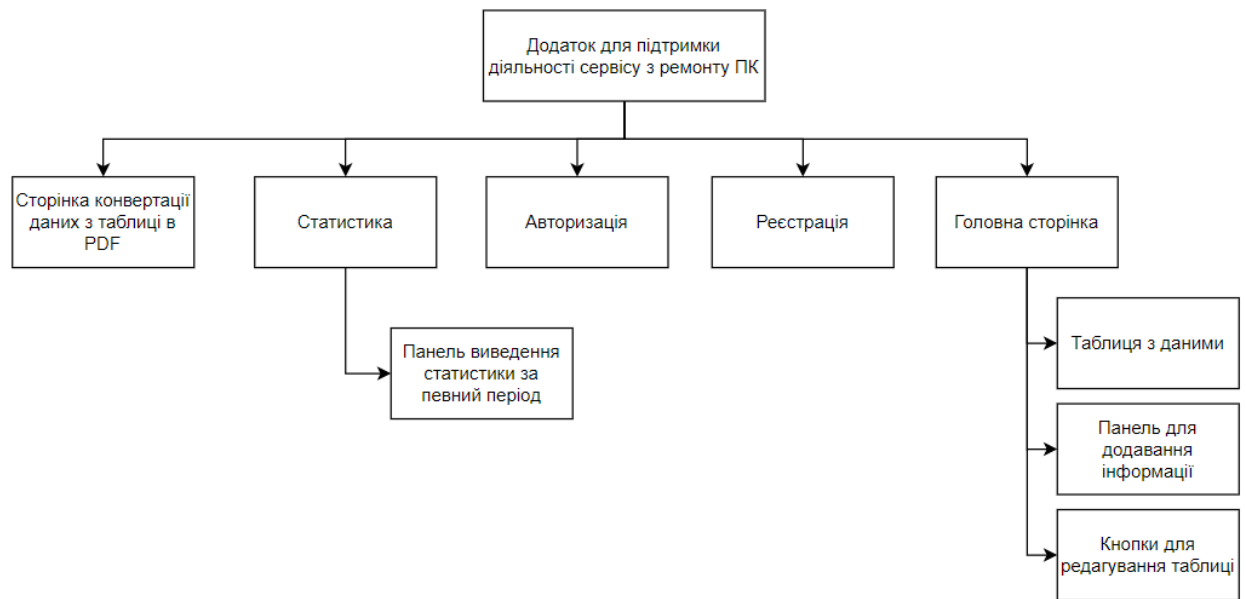 Додаток для підтримки
діяльності сервісу з ремонту ПК
Сторінка конвертації
даних з таблиці в
PDF
Статистика
Авторизація
Реєстрація
Головна сторінка
Панель виведення
статистики за
певний період
Таблиця з даними
Панель для
додавання
інформації
Кнопки для
редагування таблиці